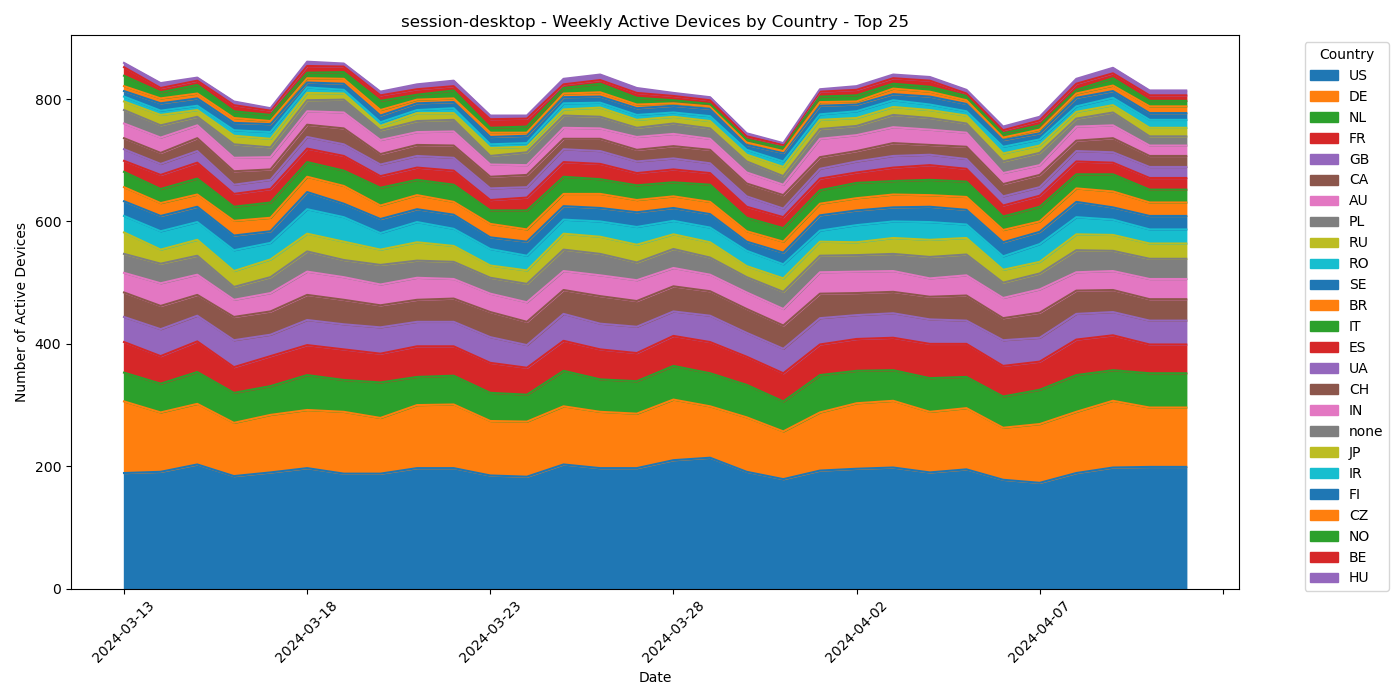 session-desktop - Weekly Active Devices by Country - Top 25
Number of Active Devices
800
600
400
200
0
2024-03-13
2024-03-18
2024-03-23
2024-03-28
2024-04-02
2024-04-07
Date
Country
US
DE
NL
FR
GB
CA
AU
PL
RU
RO
SE
BR
IT
ES
UA
CH
IN
none
JP
IR
FI
CZ
NO
BE
HU